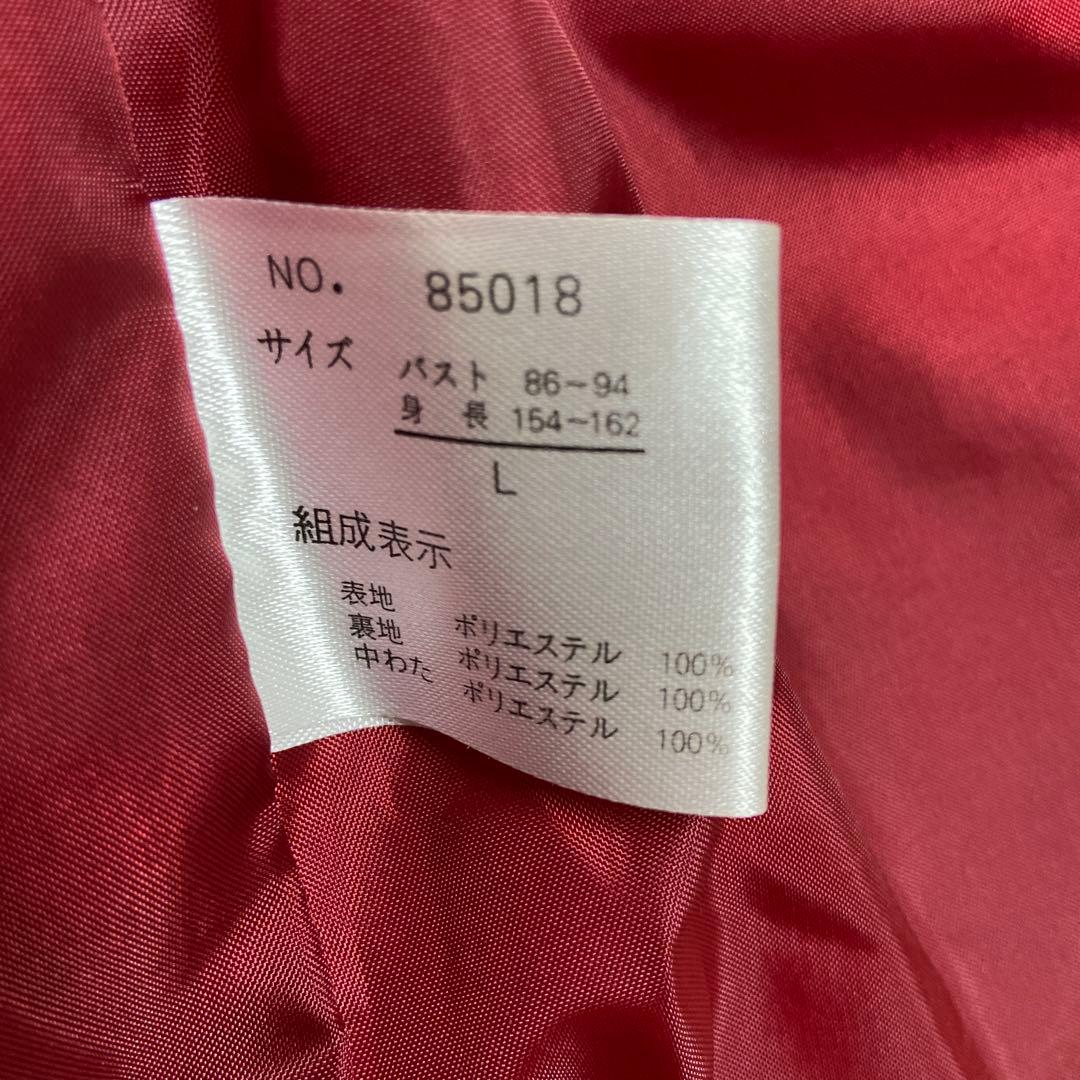 NO. 85018
サイズ バスト 86-94
身 長 154-162
L
組成表示
表地 ポリエステル 100%
裏地 ポリエステル 100%
中わた ポリエステル 100%